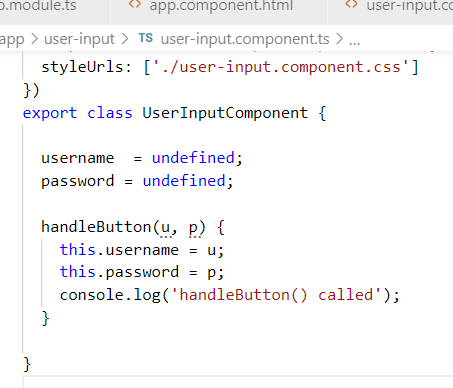 o.module.ts <> app.component.html <> user-input.co
app > user-input > TS user-input.component.ts > ...
styleUrls: ['./user-input.component.css']
})
export class UserInputComponent {
username  = undefined;
password = undefined;
handleButton(u, p) {
this.username = u;
this.password = p;
console.log('handleButton() called');
}
}